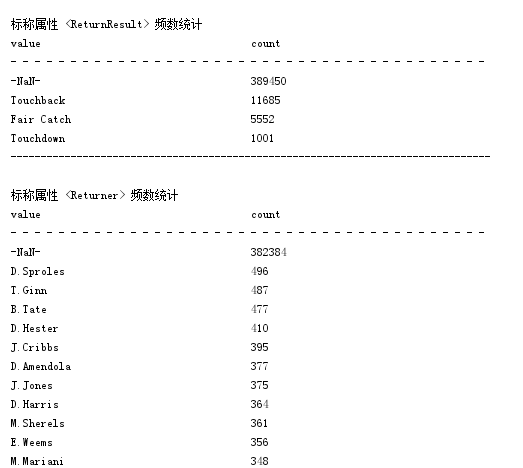 标称属性 <ReturnResult> 频数统计
value count
- - - - - - - - - - - - - - - - - - - - - - - - - - - - - - - - - - - - - - - -
-NaN- 389450
Touchback 11685
Fair Catch 5552
Touchdown 1001
--------------------------------------------------------------------------------
标称属性 <Returner> 频数统计
value count
- - - - - - - - - - - - - - - - - - - - - - - - - - - - - - - - - - - - - - - -
-NaN- 382384
D.Sproles 496
T.Ginn 487
B.Tate 477
D.Hester 410
J.Cribbs 395
D.Amendola 377
J.Jones 375
D.Harris 364
M.Sherels 361
E.Weems 356
M.Mariani 348